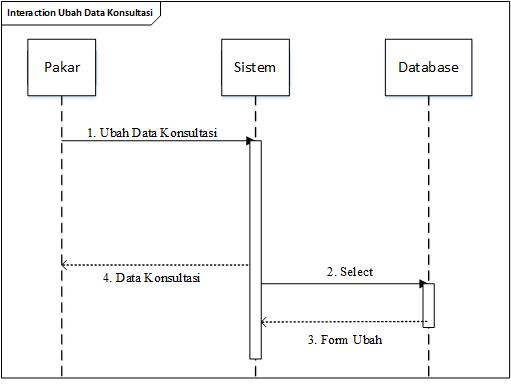 Interaction Ubah Data Konsultasi
Pakar
Sistem
Database
1. Ubah Data Konsultasi
4. Data Konsultasi
2. Select
3. Form Ubah